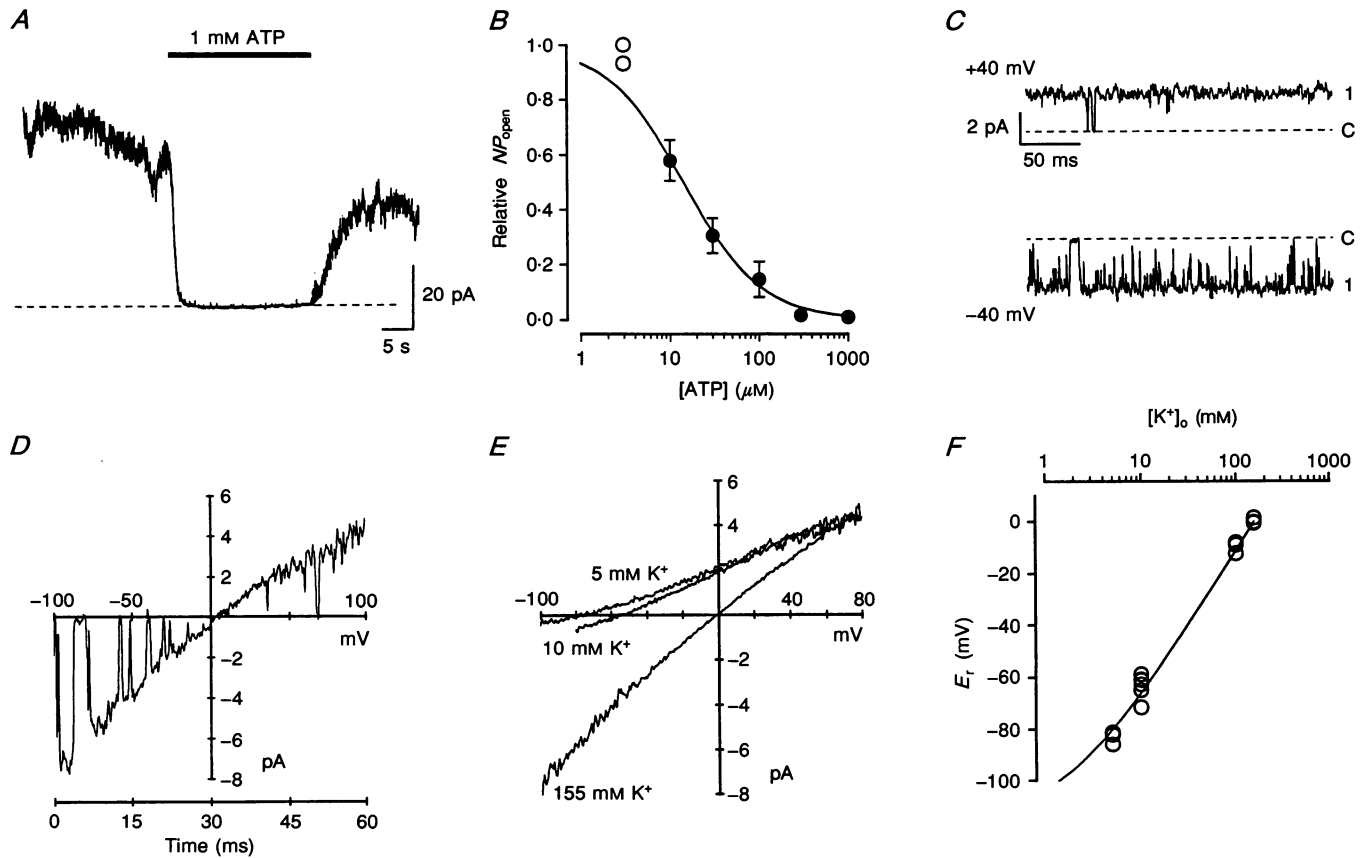 A
1 mM ATP
20 pA
5 s
B
Relative NPopen
1·0
0·8
0·6
0·4
0·2
0·0
1 10 100 1000
[ATP] (μM)
C
+40 mV
1
2 pA
C
50 ms
C
1
−40 mV
D
6
4
2
−100 −50 100
mV
−2
−4
−6
pA
−8
0 15 30 45 60
Time (ms)
E
6
4
5 mM K⁺
−100 40 80
mV
10 mM K⁺
−2
−4
−6
pA
155 mM K⁺
−8
F
[K⁺]ₒ (mM)
1 10 100 1000
0
−20
−40
−60
−80
−100
Eᵣ (mV)